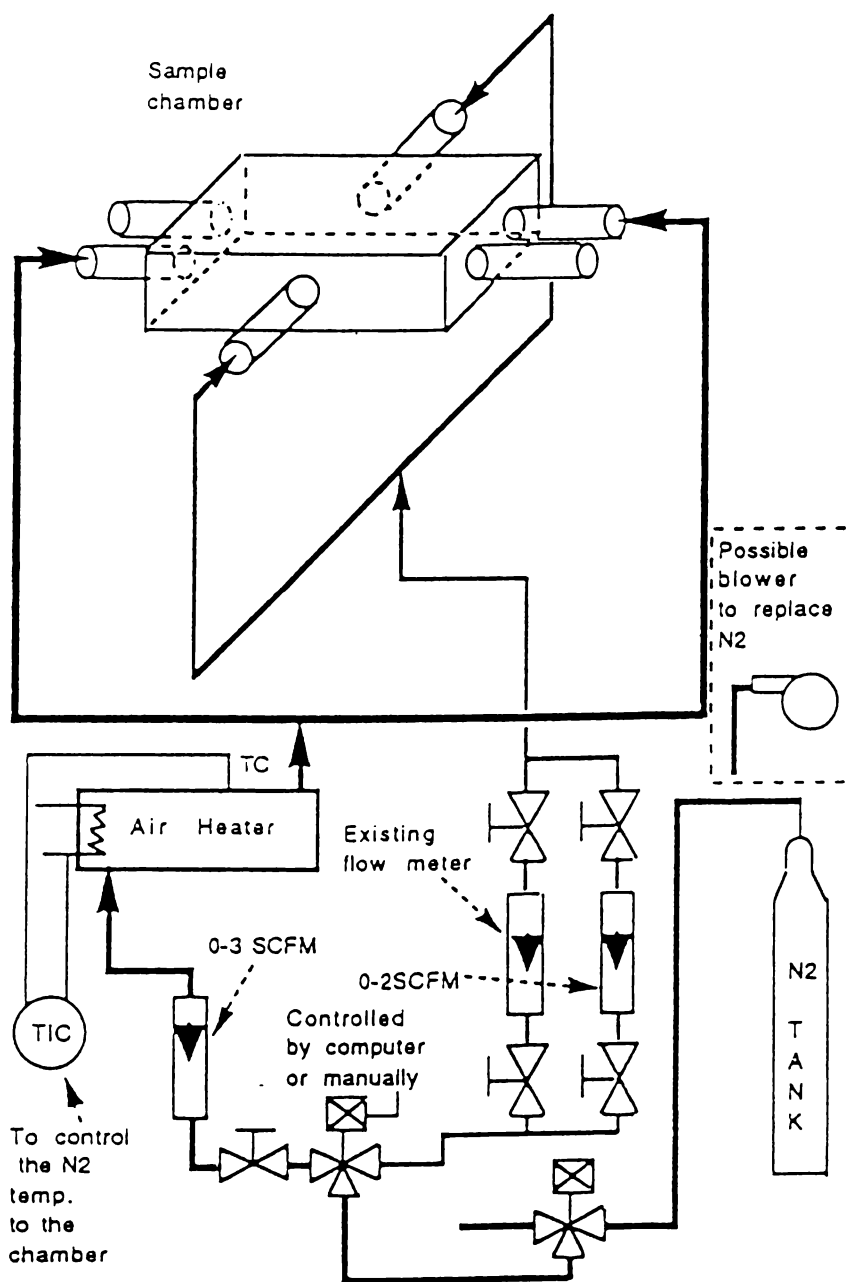 Sample
chamber
Possible
blower
to replace
N2
TC
Air Heater
Existing
flow meter
0-3 SCFM
0-2SCFM
N2
T
A
N
K
TIC
Controlled
by computer
or manually
To control
the N2
temp.
to the
chamber